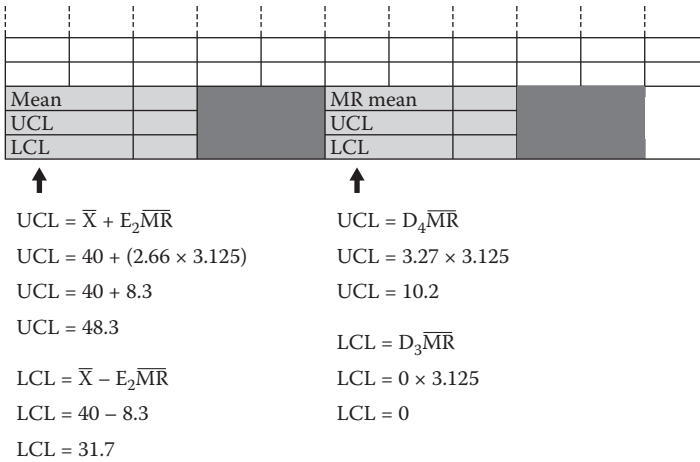 Mean
UCL
LCL
MR mean
UCL
LCL
UCL = X̅ + E₂M̅R̅
UCL = 40 + (2.66 × 3.125)
UCL = 40 + 8.3
UCL = 48.3
LCL = X̅ – E₂M̅R̅
LCL = 40 – 8.3
LCL = 31.7
UCL = D₄M̅R̅
UCL = 3.27 × 3.125
UCL = 10.2
LCL = D₃M̅R̅
LCL = 0 × 3.125
LCL = 0